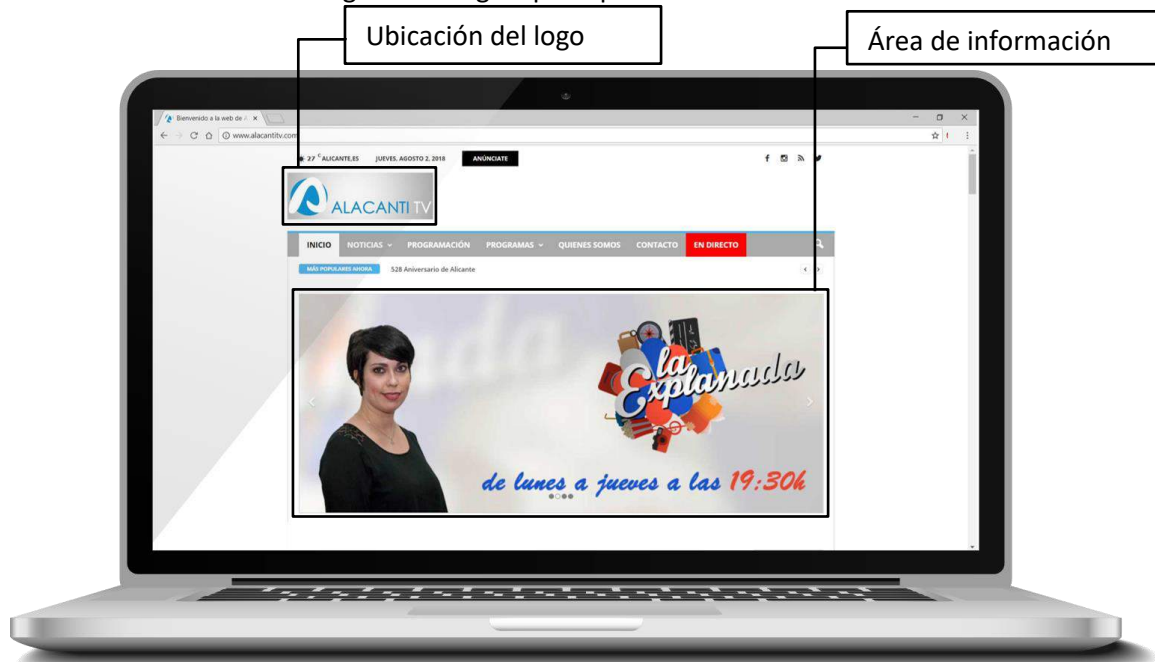 Ubicación del logo
Área de información
Bienvenido a la web de A
www.alacantitv.com
27 C ALICANTE,ES JUEVES, AGOSTO 2, 2018 ANÚNCIATE
ALACANTI TV
INICIO NOTICIAS PROGRAMACIÓN PROGRAMAS QUIENES SOMOS CONTACTO EN DIRECTO
MÁS POPULARES AHORA 528 Aniversario de Alicante
la
Explanada
de lunes a jueves a las 19:30h